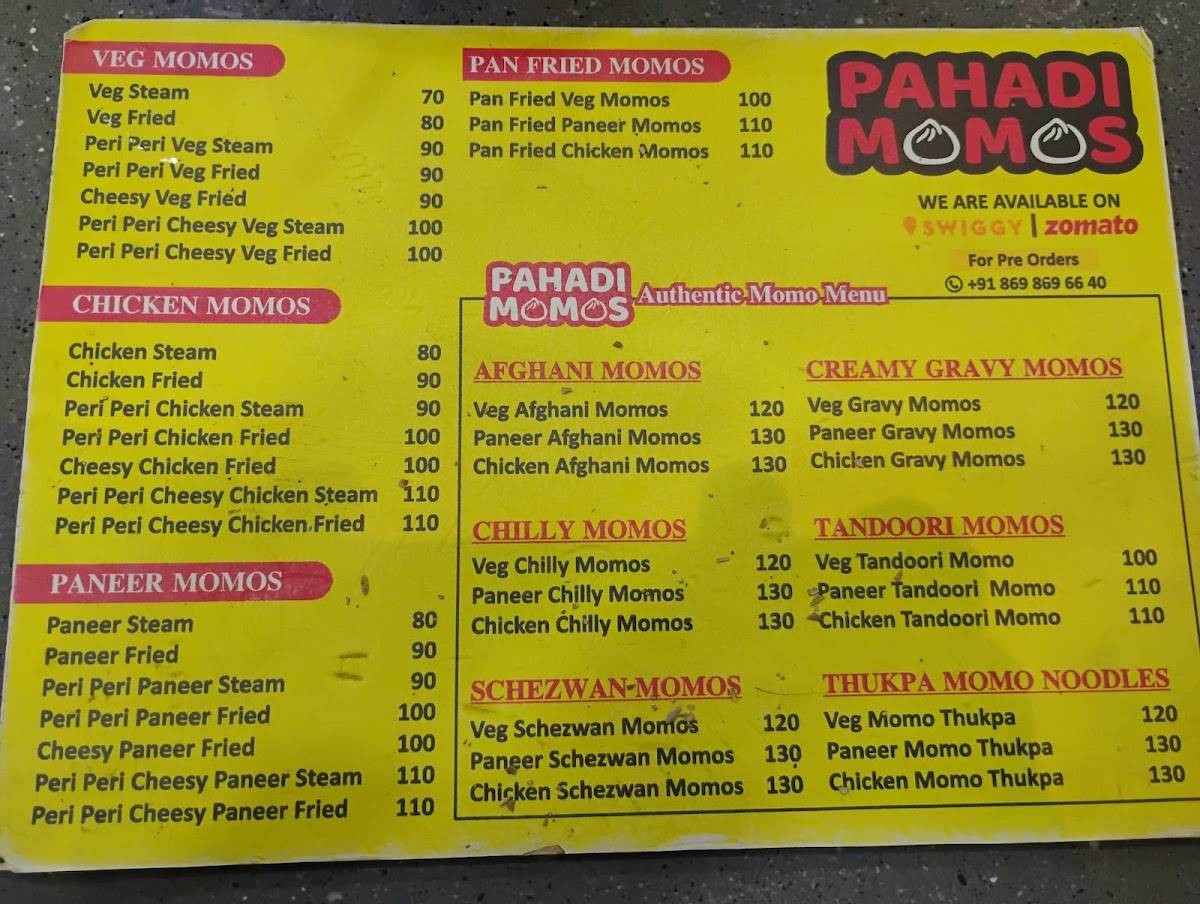 VEG MOMOS
Veg Steam 70
Veg Fried 80
Peri Peri Veg Steam 90
Peri Peri Veg Fried 90
Cheesy Veg Fried 90
Peri Peri Cheesy Veg Steam 100
Peri Peri Cheesy Veg Fried 100
CHICKEN MOMOS
Chicken Steam 80
Chicken Fried 90
Peri Peri Chicken Steam 90
Peri Peri Chicken Fried 100
Cheesy Chicken Fried 100
Peri Peri Cheesy Chicken Steam 110
Peri Peri Cheesy Chicken Fried 110
PANEER MOMOS
Paneer Steam 80
Paneer Fried 90
Peri Peri Paneer Steam 90
Peri Peri Paneer Fried 100
Cheesy Paneer Fried 100
Peri Peri Cheesy Paneer Steam 110
Peri Peri Cheesy Paneer Fried 110
PAN FRIED MOMOS
Pan Fried Veg Momos 100
Pan Fried Paneer Momos 110
Pan Fried Chicken Momos 110
PAHADI
MOMOS
WE ARE AVAILABLE ON
SWIGGY | zomato
For Pre Orders
+91 869 869 66 40
PAHADI
MOMOS
Authentic Momo Menu
AFGHANI MOMOS
Veg Afghani Momos 120
Paneer Afghani Momos 130
Chicken Afghani Momos 130
CHILLY MOMOS
Veg Chilly Momos 120
Paneer Chilly Momos 130
Chicken Chilly Momos 130
SCHEZWAN MOMOS
Veg Schezwan Momos 120
Paneer Schezwan Momos 130
Chicken Schezwan Momos 130
CREAMY GRAVY MOMOS
Veg Gravy Momos 120
Paneer Gravy Momos 130
Chicken Gravy Momos 130
TANDOORI MOMOS
Veg Tandoori Momo 100
Paneer Tandoori Momo 110
Chicken Tandoori Momo 110
THUKPA MOMO NOODLES
Veg Momo Thukpa 120
Paneer Momo Thukpa 130
Chicken Momo Thukpa 130